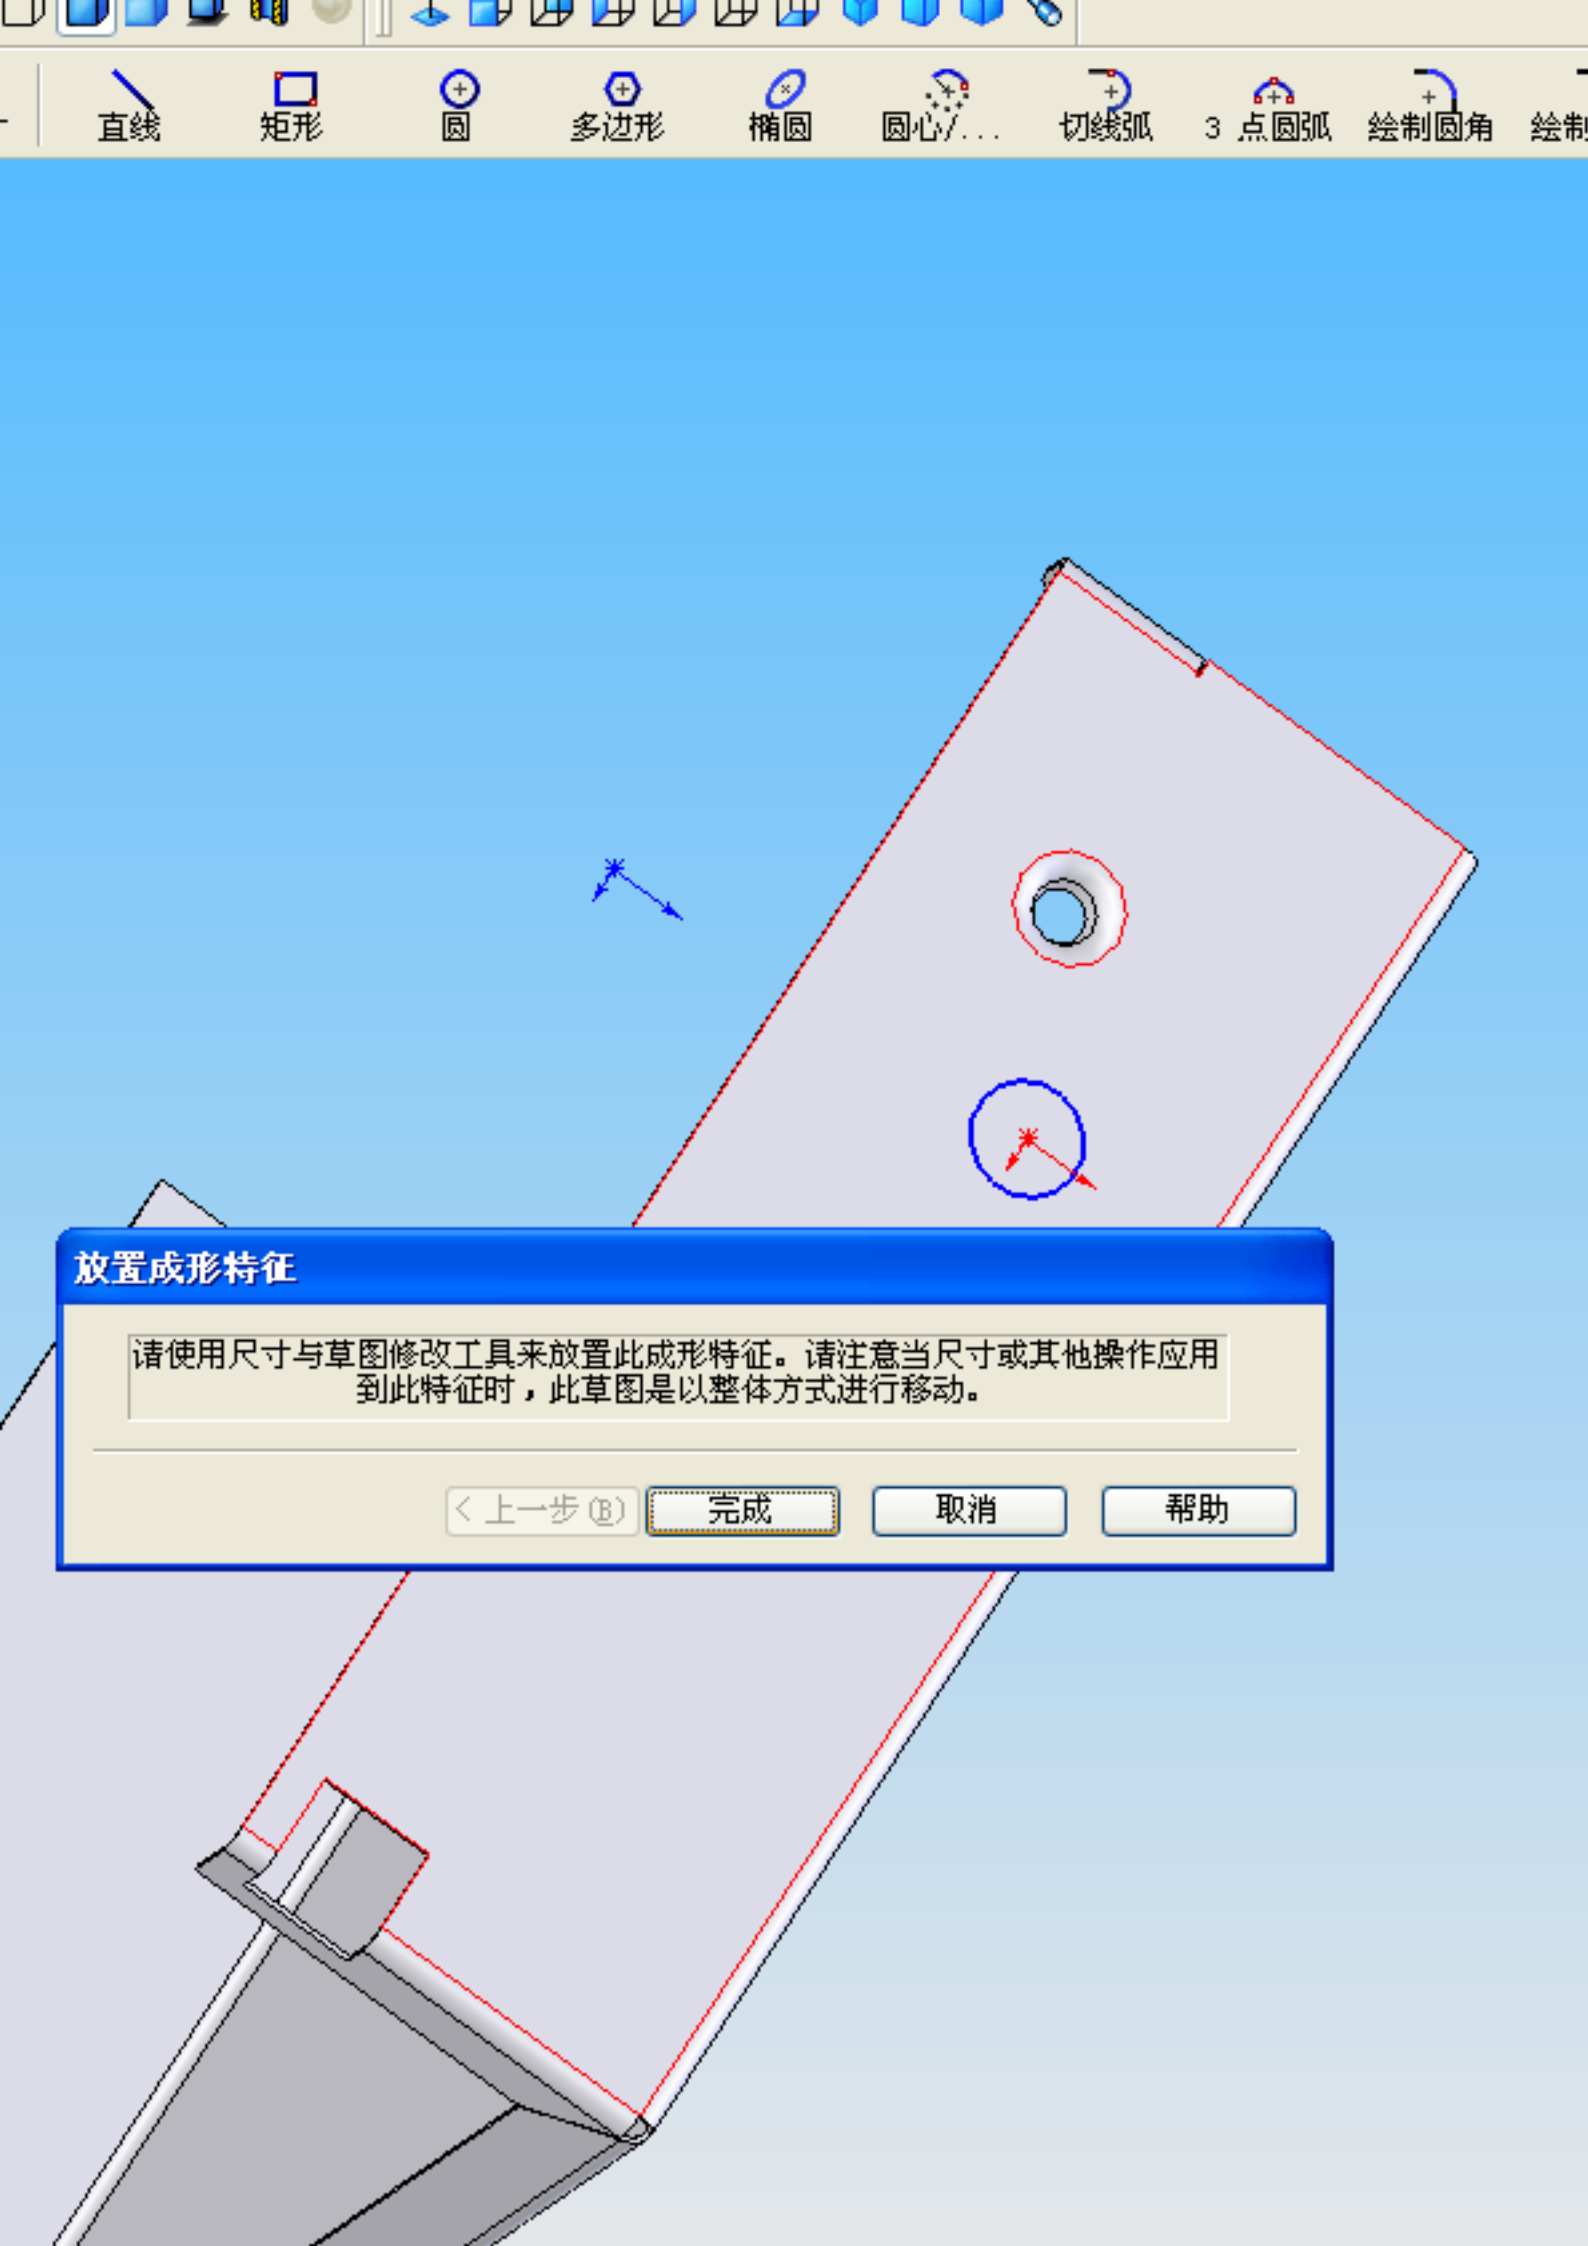 直线 矩形 圆 多边形 椭圆 圆心/... 切线弧 3 点圆弧 绘制圆角 绘制
放置成形特征
请使用尺寸与草图修改工具来放置此成形特征。请注意当尺寸或其他操作应用
到此特征时，此草图是以整体方式进行移动。
< 上一步(B) 完成 取消 帮助